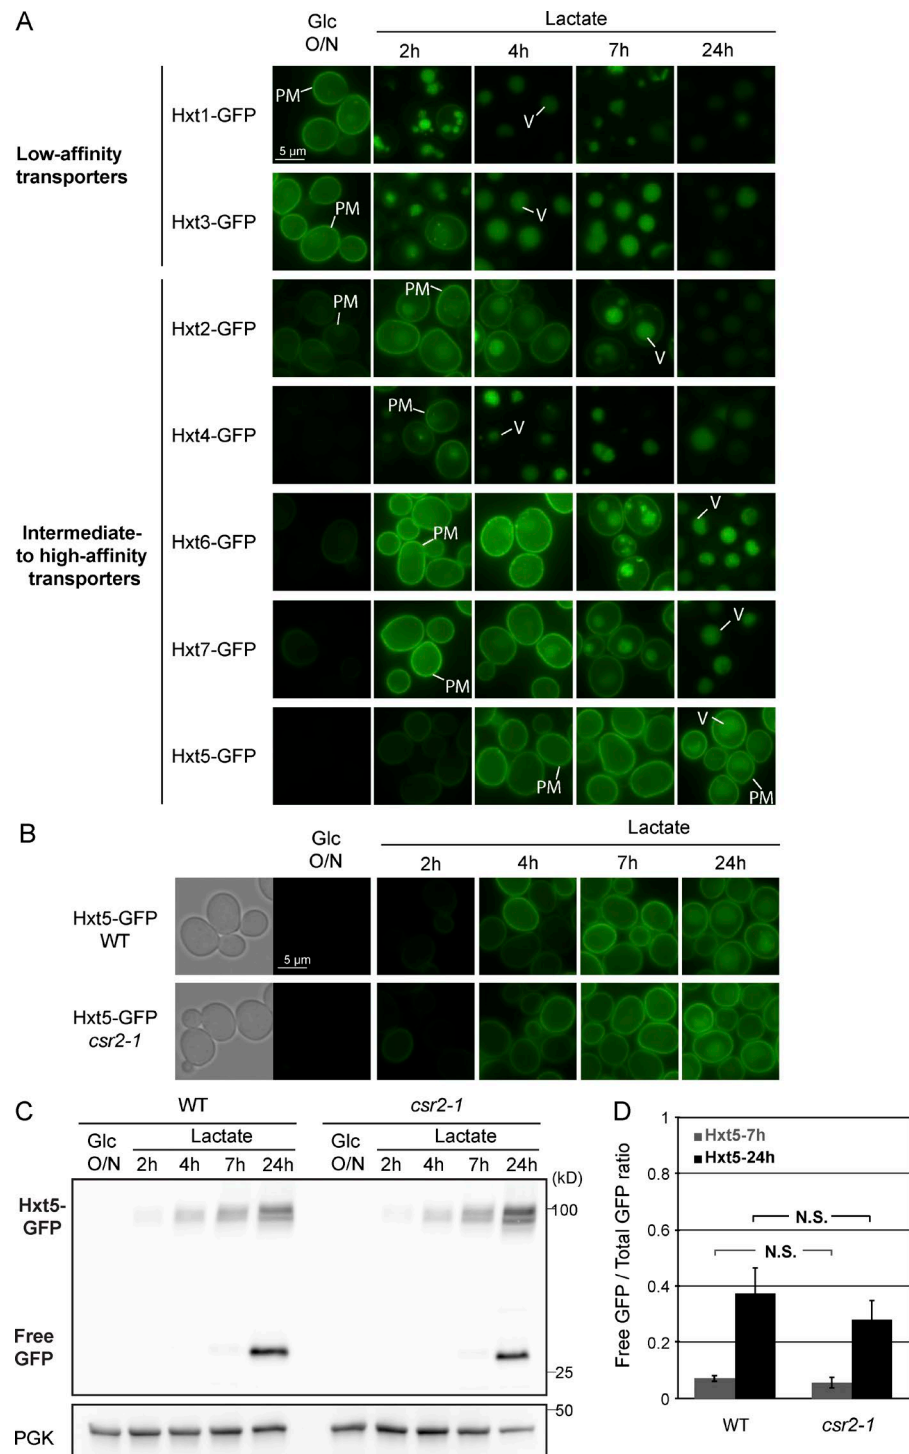 A
Glc
O/N
Lactate
2h 4h 7h 24h
Low-affinity
transporters
Hxt1-GFP
PM
5 µm
V
Hxt3-GFP
PM
V
Intermediate-
to high-affinity
transporters
Hxt2-GFP
PM
PM
V
Hxt4-GFP
PM
V
Hxt6-GFP
PM
V
Hxt7-GFP
PM
V
Hxt5-GFP
PM
V
PM
B
Glc
O/N
Lactate
2h 4h 7h 24h
Hxt5-GFP
WT
5 µm
Hxt5-GFP
csr2-1
C
WT csr2-1
Glc
O/N
Lactate
2h 4h 7h 24h
Glc
O/N
Lactate
2h 4h 7h 24h
(kD)
Hxt5-
GFP
100
Free
GFP
25
50
PGK
D
Free GFP / Total GFP ratio
1
0.8
0.6
0.4
0.2
0
Hxt5-7h
Hxt5-24h
N.S.
N.S.
WT csr2-1